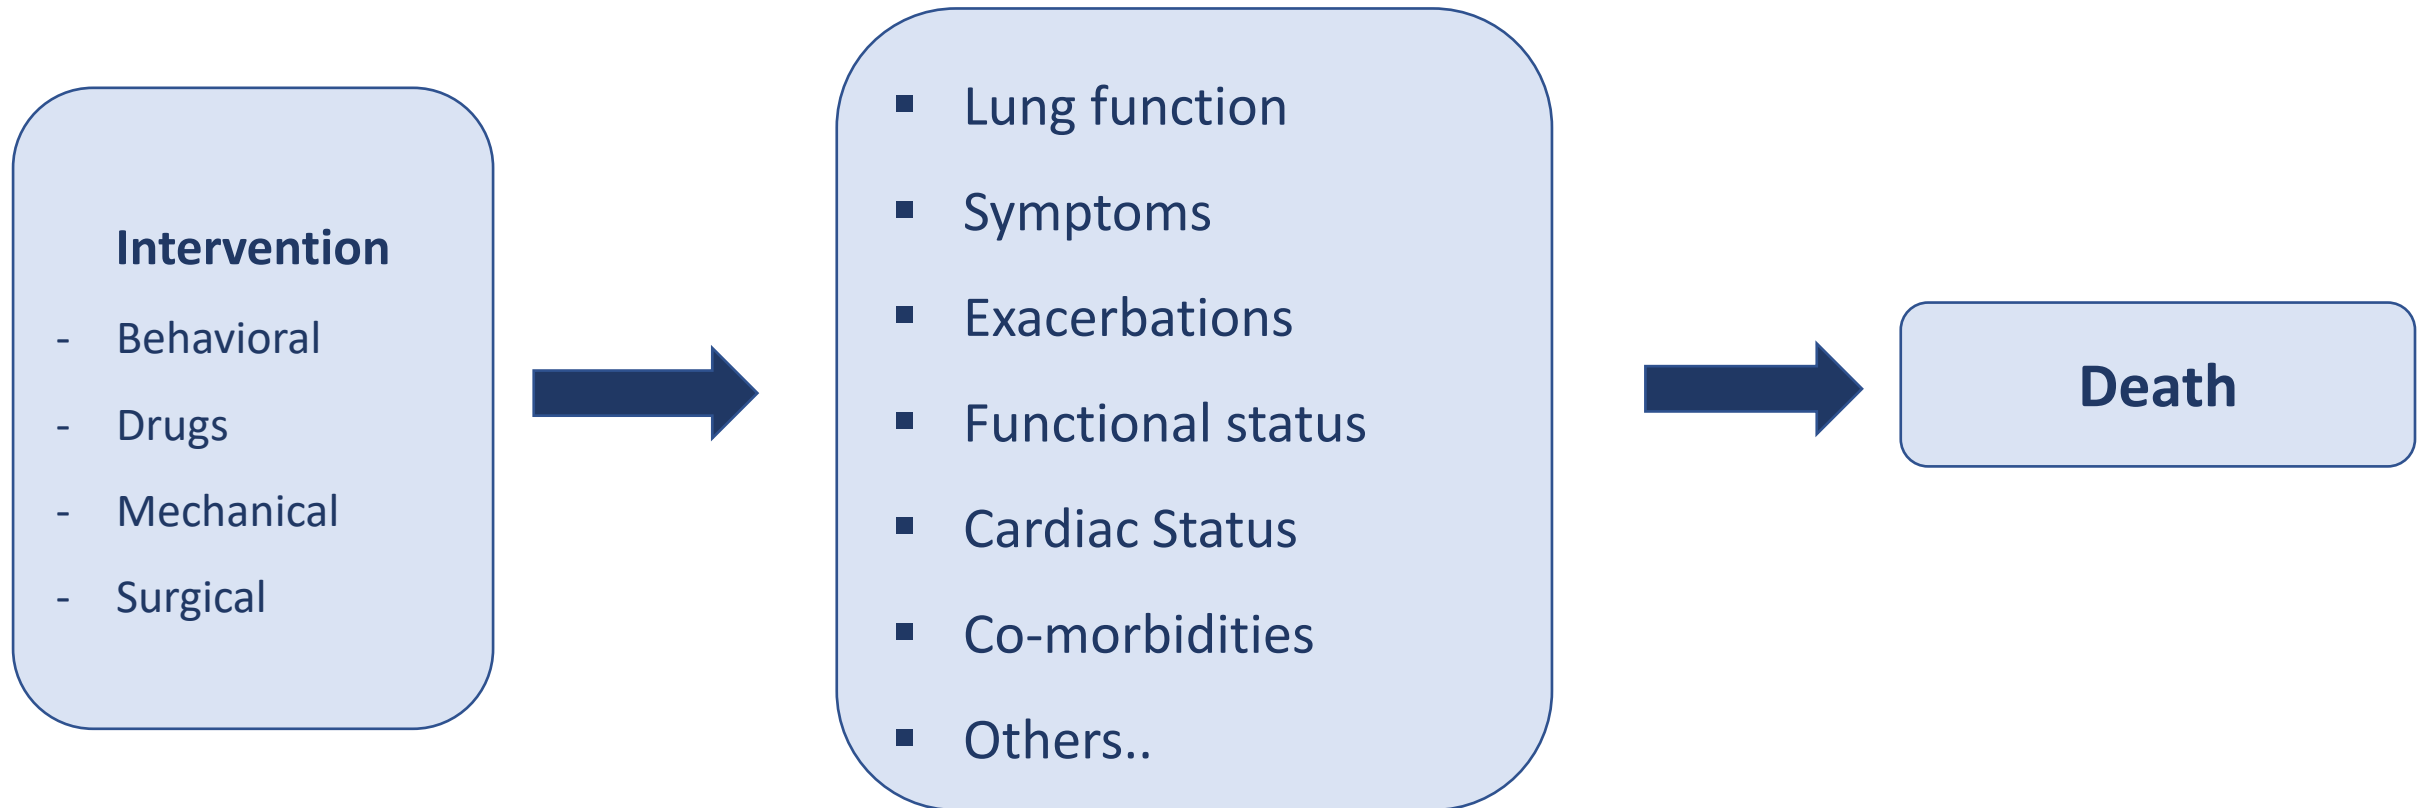 Intervention
- Behavioral
- Drugs
- Mechanical
- Surgical
▪ Lung function
▪ Symptoms
▪ Exacerbations
▪ Functional status
▪ Cardiac Status
▪ Co-morbidities
▪ Others..
Death